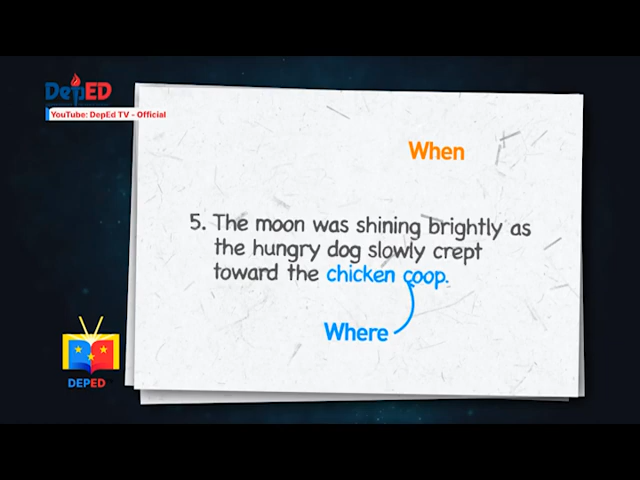 DepED
YouTube: DepEd TV - Official
When
5. The moon was shining brightly as
the hungry dog slowly crept
toward the chicken coop.
Where
DEPED